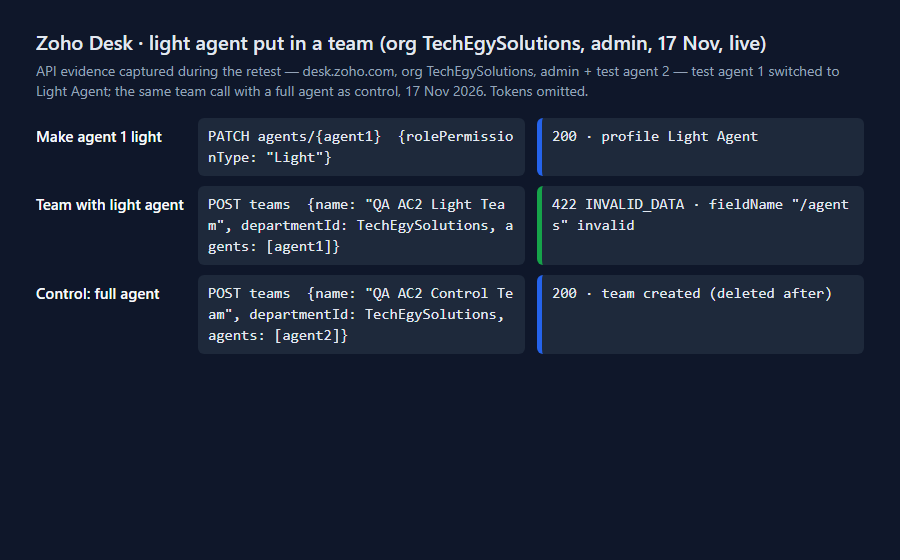 Zoho Desk · light agent put in a team (org TechEgySolutions, admin, 17 Nov, live)
API evidence captured during the retest — desk.zoho.com, org TechEgySolutions, admin + test agent 2 — test agent 1 switched to
Light Agent; the same team call with a full agent as control, 17 Nov 2026. Tokens omitted.
Make agent 1 light
PATCH agents/{agent1}  {rolePermissio
nType: "Light"}
200 · profile Light Agent
Team with light agent
POST teams  {name: "QA AC2 Light Tea
m", departmentId: TechEgySolutions, a
gents: [agent1]}
422 INVALID_DATA · fieldName "/agent
s" invalid
Control: full agent
POST teams  {name: "QA AC2 Control Te
am", departmentId: TechEgySolutions,
agents: [agent2]}
200 · team created (deleted after)